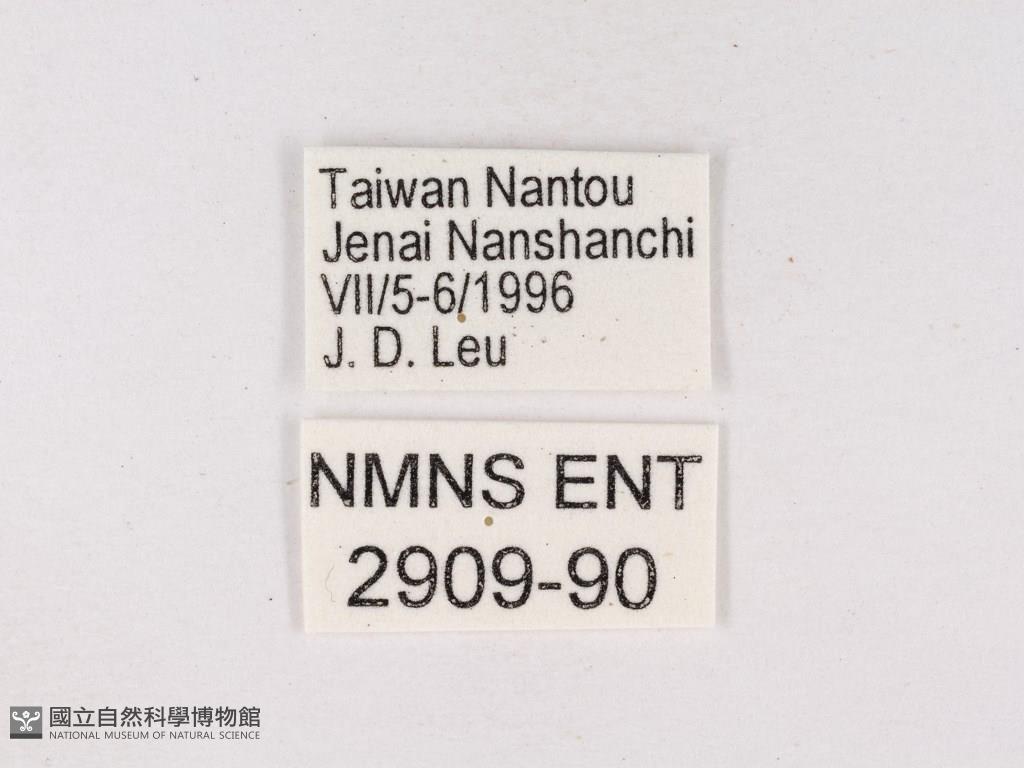 Taiwan Nantou
Jenai Nanshanchi
VII/5-6/1996
J. D. Leu
NMNS ENT
2909-90
國立自然科學博物館
NATIONAL MUSEUM OF NATURAL SCIENCE